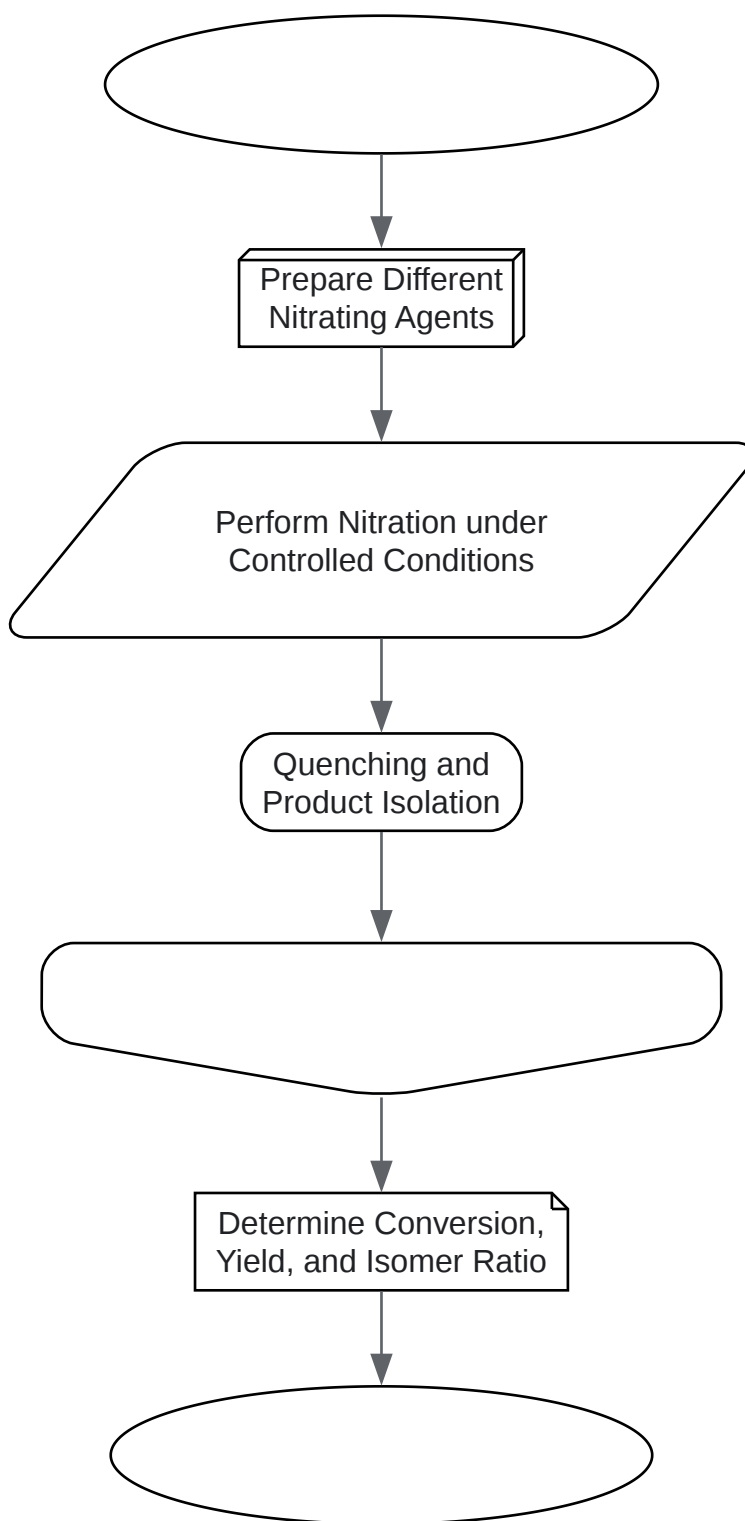 Prepare Different
Nitrating Agents
Perform Nitration under
Controlled Conditions
Quenching and
Product Isolation
Determine Conversion,
Yield, and Isomer Ratio